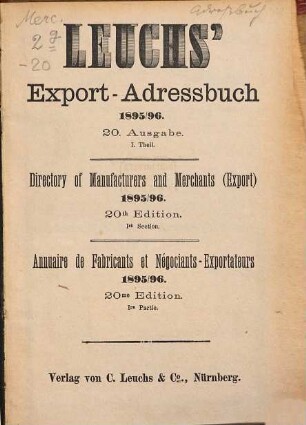 Merc.
2 g
-20
LEUCHS'
Export-Adressbuch
1895/96.
20. Ausgabe.
I. Theil.
Directory of Manufacturers and Merchants (Export)
1895/96.
20th Edition.
1st Section.
Annuaire de Fabricants et Négociants-Exportateurs
1895/96.
20me Edition.
Partie.
Verlag von C. Leuchs & Co., Nürnberg.